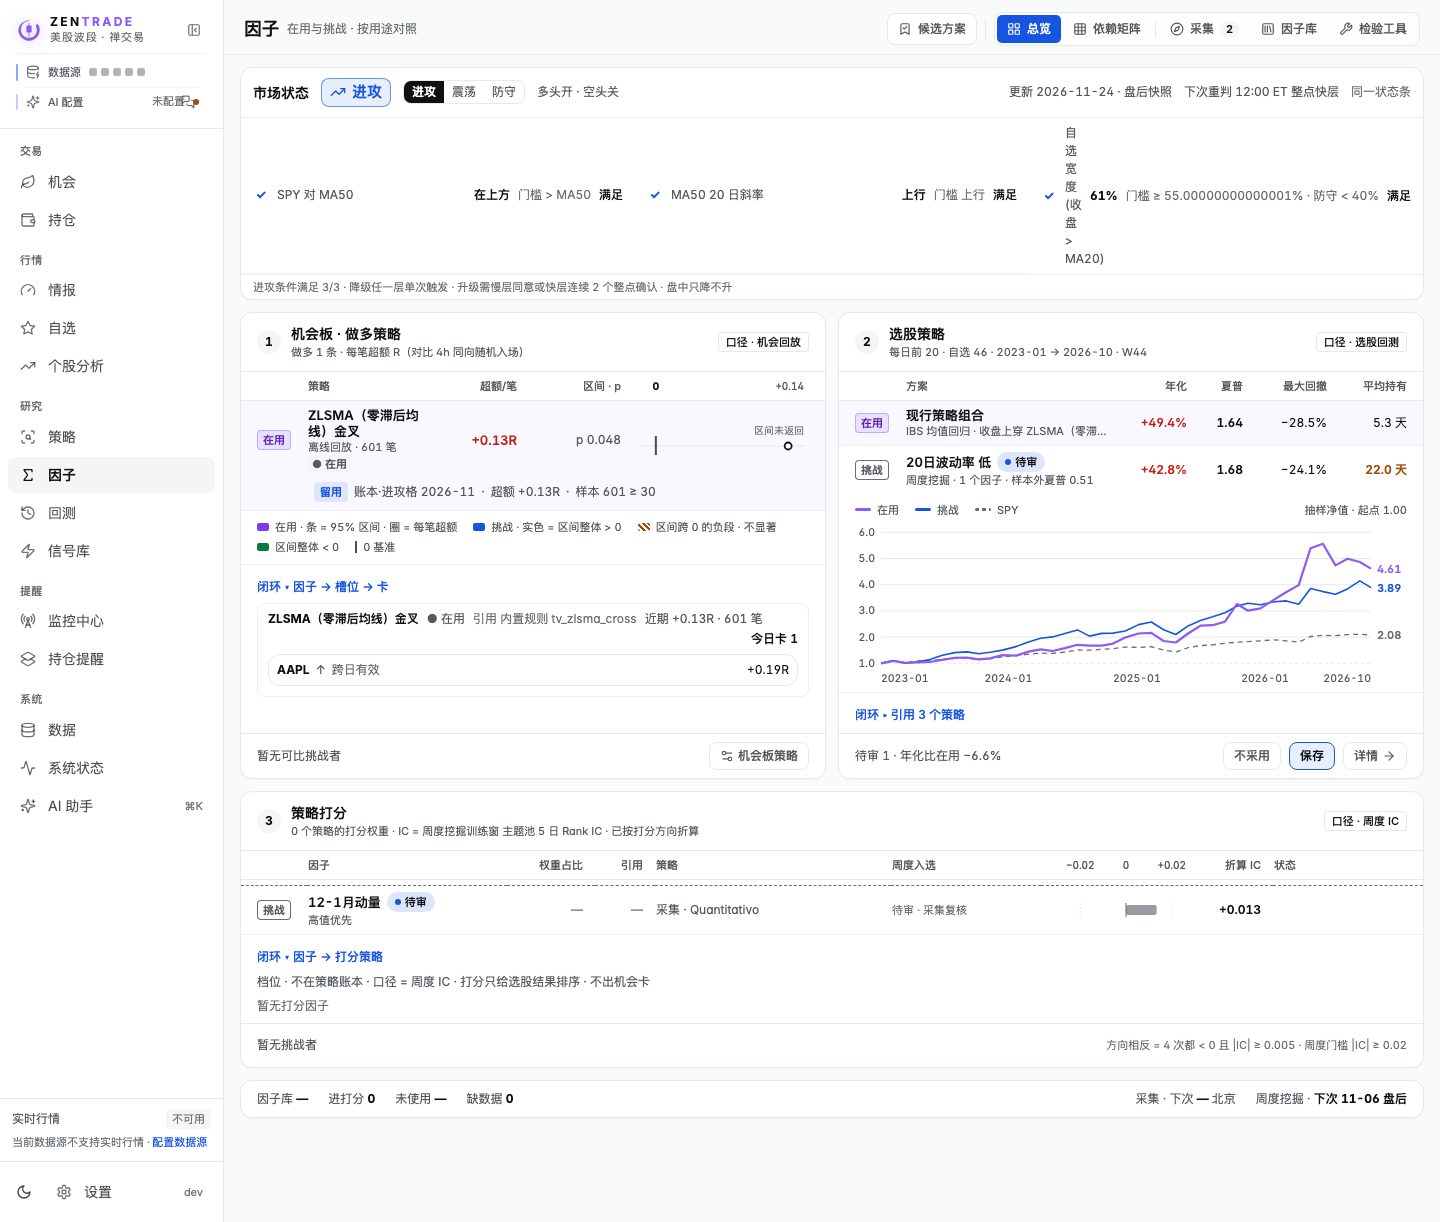 ZENTRADE
美股波段 · 禅交易
数据源
AI 配置 未配置
交易
机会
持仓
行情
情报
自选
个股分析
研究
策略
因子
回测
信号库
提醒
监控中心
持仓提醒
系统
数据
系统状态
AI 助手 ⌘K
实时行情 不可用
当前数据源不支持实时行情 · 配置数据源
设置 dev
因子 在用与挑战 · 按用途对照
候选方案 总览 依赖矩阵 采集 2 因子库 检验工具
市场状态 进攻 进攻 震荡 防守 多头开 · 空头关
更新 2026-11-24 · 盘后快照 下次重判 12:00 ET 整点快层 同一状态条
SPY 对 MA50 在上方 门槛 > MA50 满足
MA50 20 日斜率 上行 门槛 上行 满足
自选宽度(收盘 > MA20) 61% 门槛 ≥ 55.00000000000001% · 防守 < 40% 满足
进攻条件满足 3/3 · 降级任一层单次触发 · 升级需慢层同意或快层连续 2 个整点确认 · 盘中只降不升
1 机会板 · 做多策略
做多 1 条 · 每笔超额 R（对比 4h 同向随机入场）
口径 · 机会回放
策略 超额/笔 区间 · p 0 +0.14
在用 ZLSMA（零滞后均线）金叉
离线回放 · 601 笔
在用
+0.13R p 0.048 区间未返回
留用 账本·进攻格 2026-11 · 超额 +0.13R · 样本 601 ≥ 30
在用 · 条 = 95% 区间 · 圈 = 每笔超额 挑战 · 实色 = 区间整体 > 0 区间跨 0 的负段 · 不显著
区间整体 < 0 0 基准
闭环 ▾ 因子 → 槽位 → 卡
ZLSMA（零滞后均线）金叉 在用 引用 内置规则 tv_zlsma_cross 近期 +0.13R · 601 笔
今日卡 1
AAPL ↑ 跨日有效 +0.19R
暂无可比挑战者 机会板策略
2 选股策略
每日前 20 · 自选 46 · 2023-01 → 2026-10 · W44
口径 · 选股回测
方案 年化 夏普 最大回撤 平均持有
在用 现行策略组合 +49.4% 1.64 −28.5% 5.3 天
IBS 均值回归 · 收盘上穿 ZLSMA（零滞...
挑战 20日波动率 低 待审 +42.8% 1.68 −24.1% 22.0 天
周度挖掘 · 1 个因子 · 样本外夏普 0.51
在用 挑战 SPY 抽样净值 · 起点 1.00
6.0
5.0
4.0
3.0
2.0
1.0
4.61
3.89
2.08
2023-01 2024-01 2025-01 2026-01 2026-10
闭环 ▸ 引用 3 个策略
待审 1 · 年化比在用 −6.6% 不采用 保存 详情 →
3 策略打分
0 个策略的打分权重 · IC = 周度挖掘训练窗 主题池 5 日 Rank IC · 已按打分方向折算
口径 · 周度 IC
因子 权重占比 引用 策略 周度入选 −0.02 0 +0.02 折算 IC 状态
挑战 12-1月动量 待审 — — 采集 · Quantitativo 待审 · 采集复核 +0.013
高值优先
闭环 ▾ 因子 → 打分策略
档位 · 不在策略账本 · 口径 = 周度 IC · 打分只给选股结果排序 · 不出机会卡
暂无打分因子
暂无挑战者 方向相反 = 4 次都 < 0 且 |IC| ≥ 0.005 · 周度门槛 |IC| ≥ 0.02
因子库 — 进打分 0 未使用 — 缺数据 0 采集 · 下次 — 北京 周度挖掘 · 下次 11-06 盘后